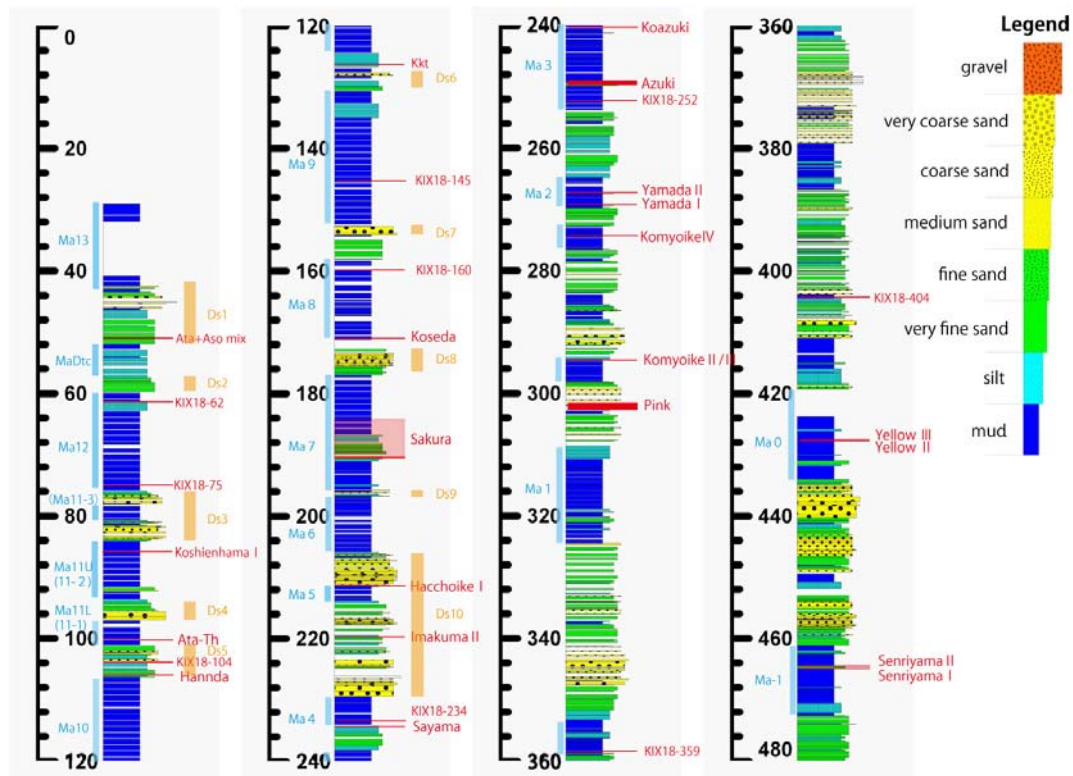 0
20
40
60
80
100
120
Ma13
MaDtc
Ma12
(Ma11-3)
Ma11U
(11-2)
Ma11L
(11-1)
Ma10
Ds1
Ata+Aso mix
Ds2
KIX18-62
KIX18-75
Ds3
Koshienhama I
Ds4
Ata-Th
Ds5
KIX18-104
Hannda
120
140
160
180
200
220
240
Ma 9
Ma 8
Ma 7
Ma 6
Ma 5
Ma 4
Kkt
Ds6
KIX18-145
Ds7
KIX18-160
Koseda
Ds8
Sakura
Ds9
Hacchoike I
Ds10
Imakuma II
KIX18-234
Sayama
240
260
280
300
320
340
360
Ma 3
Ma 2
Ma 1
Koazuki
Azuki
KIX18-252
Yamada II
Yamada I
KomyoikeIV
Komyoike II / III
Pink
KIX18-359
360
380
400
420
440
460
480
Ma 0
Ma-1
KIX18-404
Yellow III
Yellow II
Senriyama II
Senriyama I
Legend
gravel
very coarse sand
coarse sand
medium sand
fine sand
very fine sand
silt
mud